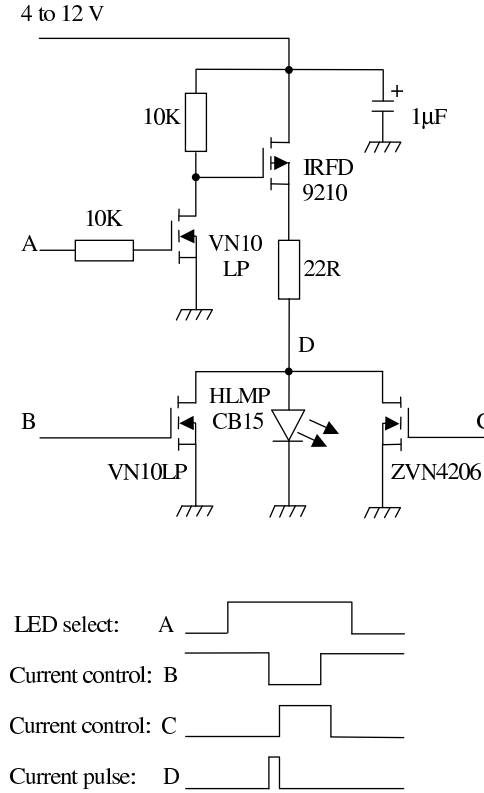 4 to 12 V
10K
1µF
IRFD
9210
10K
A
VN10
LP
22R
D
HLMP
CB15
B
C
VN10LP
ZVN4206
LED select: A
Current control: B
Current control: C
Current pulse: D